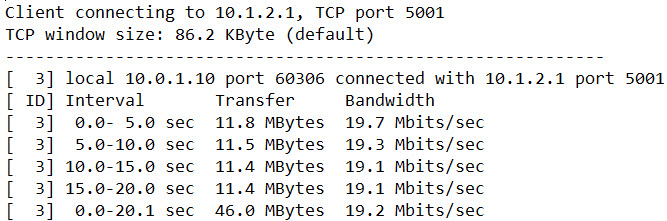 Client connecting to 10.1.2.1, TCP port 5001
TCP window size: 86.2 KByte (default)
------------------------------------------------------------
[  3] local 10.0.1.10 port 60306 connected with 10.1.2.1 port 5001
[ ID] Interval       Transfer     Bandwidth
[  3]  0.0- 5.0 sec  11.8 MBytes  19.7 Mbits/sec
[  3]  5.0-10.0 sec  11.5 MBytes  19.3 Mbits/sec
[  3] 10.0-15.0 sec  11.4 MBytes  19.1 Mbits/sec
[  3] 15.0-20.0 sec  11.4 MBytes  19.1 Mbits/sec
[  3]  0.0-20.1 sec  46.0 MBytes  19.2 Mbits/sec